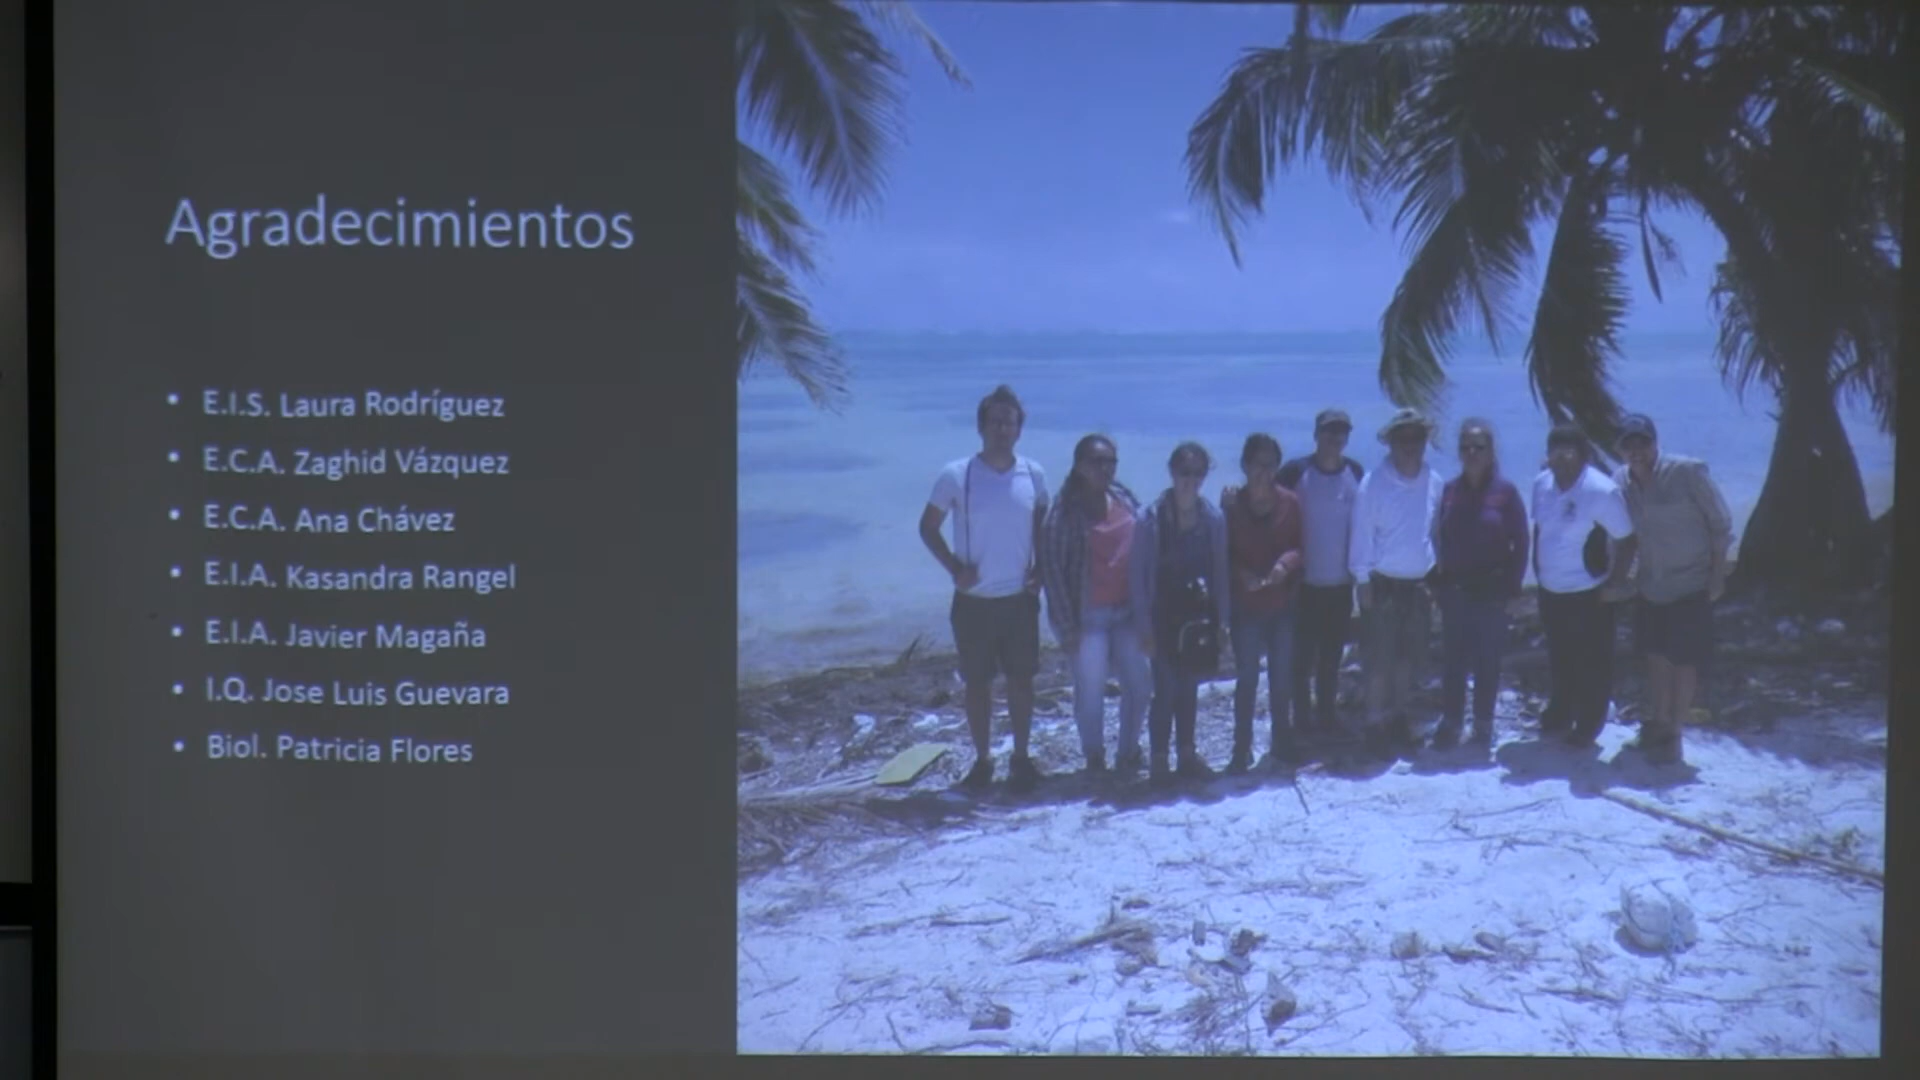 Agradecimientos
• E.I.S. Laura Rodríguez
• E.C.A. Zaghid Vázquez
• E.C.A. Ana Chávez
• E.I.A. Kasandra Rangel
• E.I.A. Javier Magaña
• I.Q. Jose Luis Guevara
• Biol. Patricia Flores